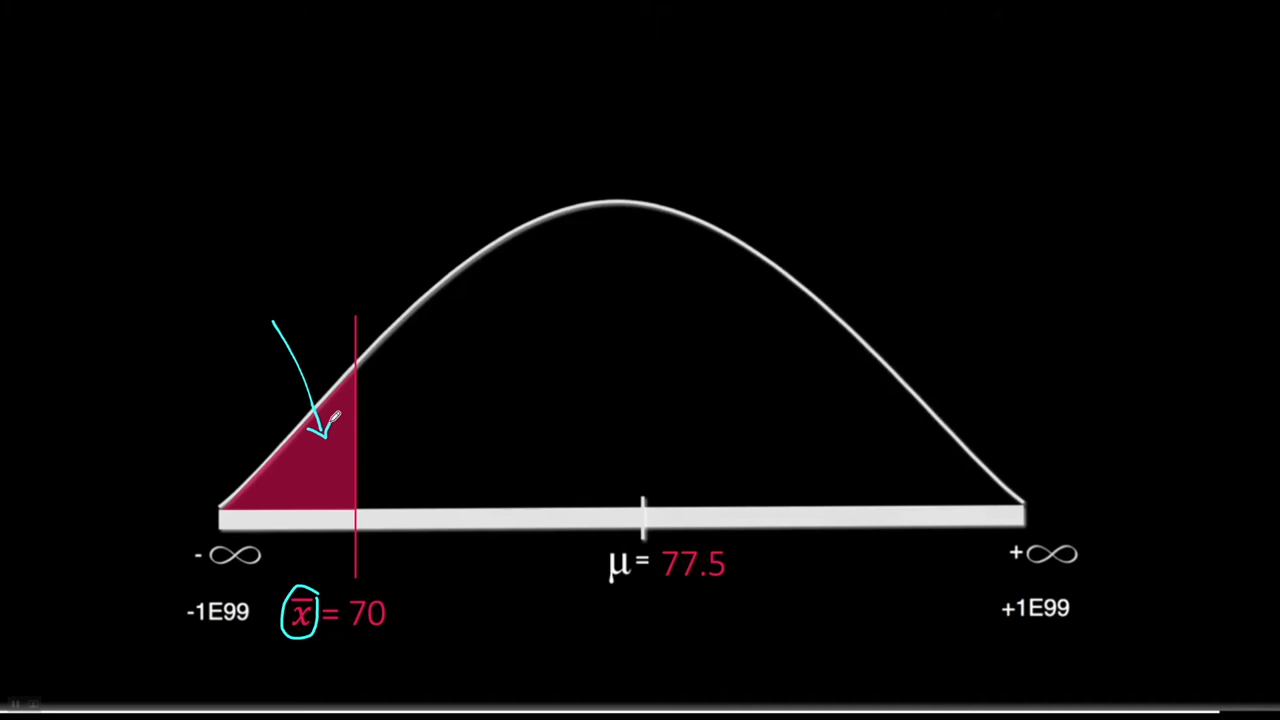 - ∞
μ = 77.5
+∞
-1E99
x̅ = 70
+1E99